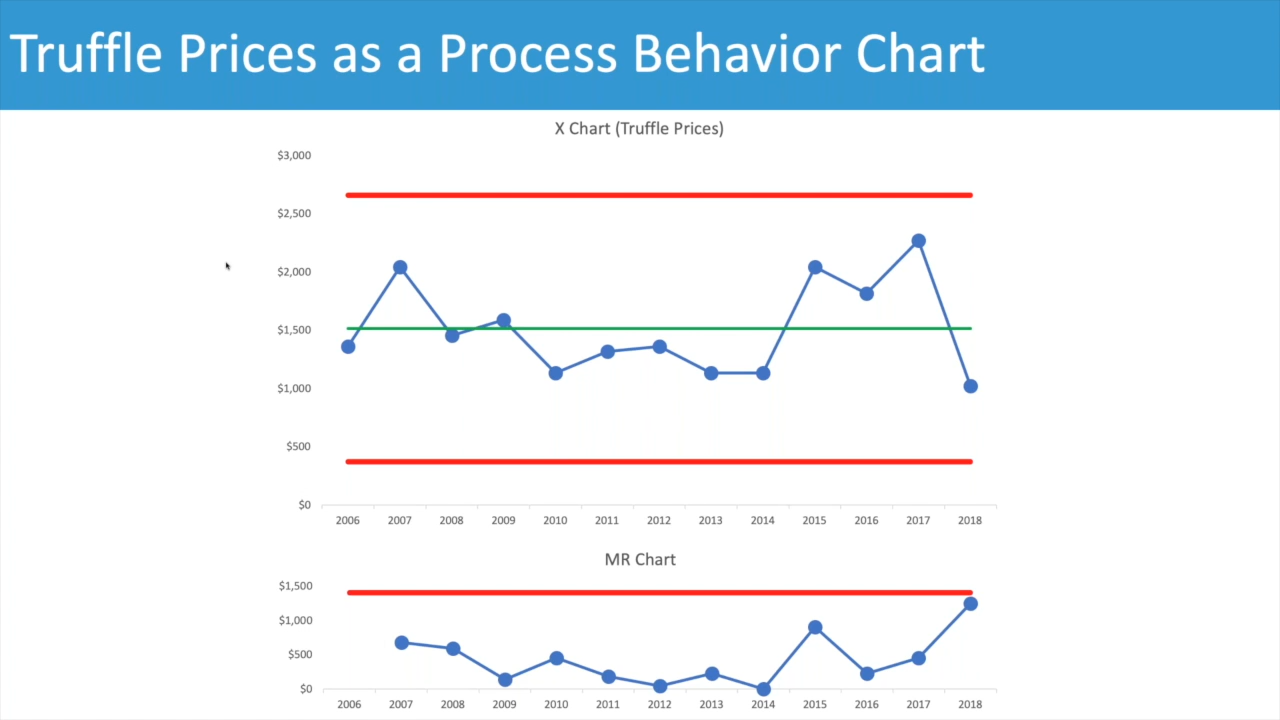 Truffle Prices as a Process Behavior Chart
X Chart (Truffle Prices)
$3,000
$2,500
$2,000
$1,500
$1,000
$500
$0
2006 2007 2008 2009 2010 2011 2012 2013 2014 2015 2016 2017 2018
MR Chart
$1,500
$1,000
$500
$0
2006 2007 2008 2009 2010 2011 2012 2013 2014 2015 2016 2017 2018